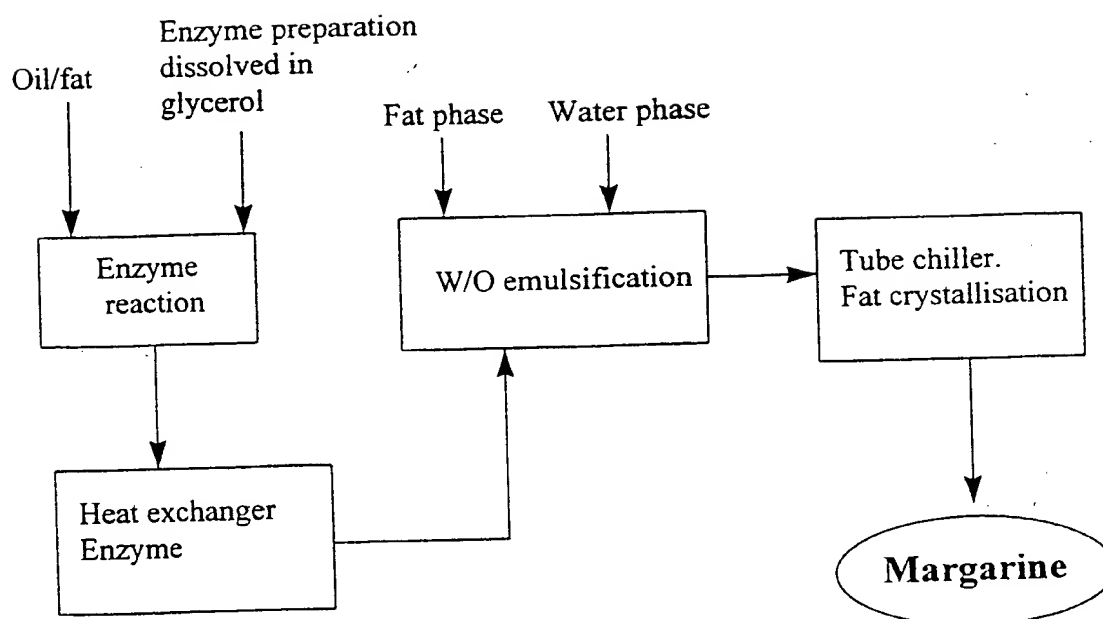 Oil/fat
Enzyme preparation
dissolved in
glycerol
Fat phase
Water phase
Enzyme
reaction
W/O emulsification
Tube chiller.
Fat crystallisation
Heat exchanger
Enzyme
Margarine